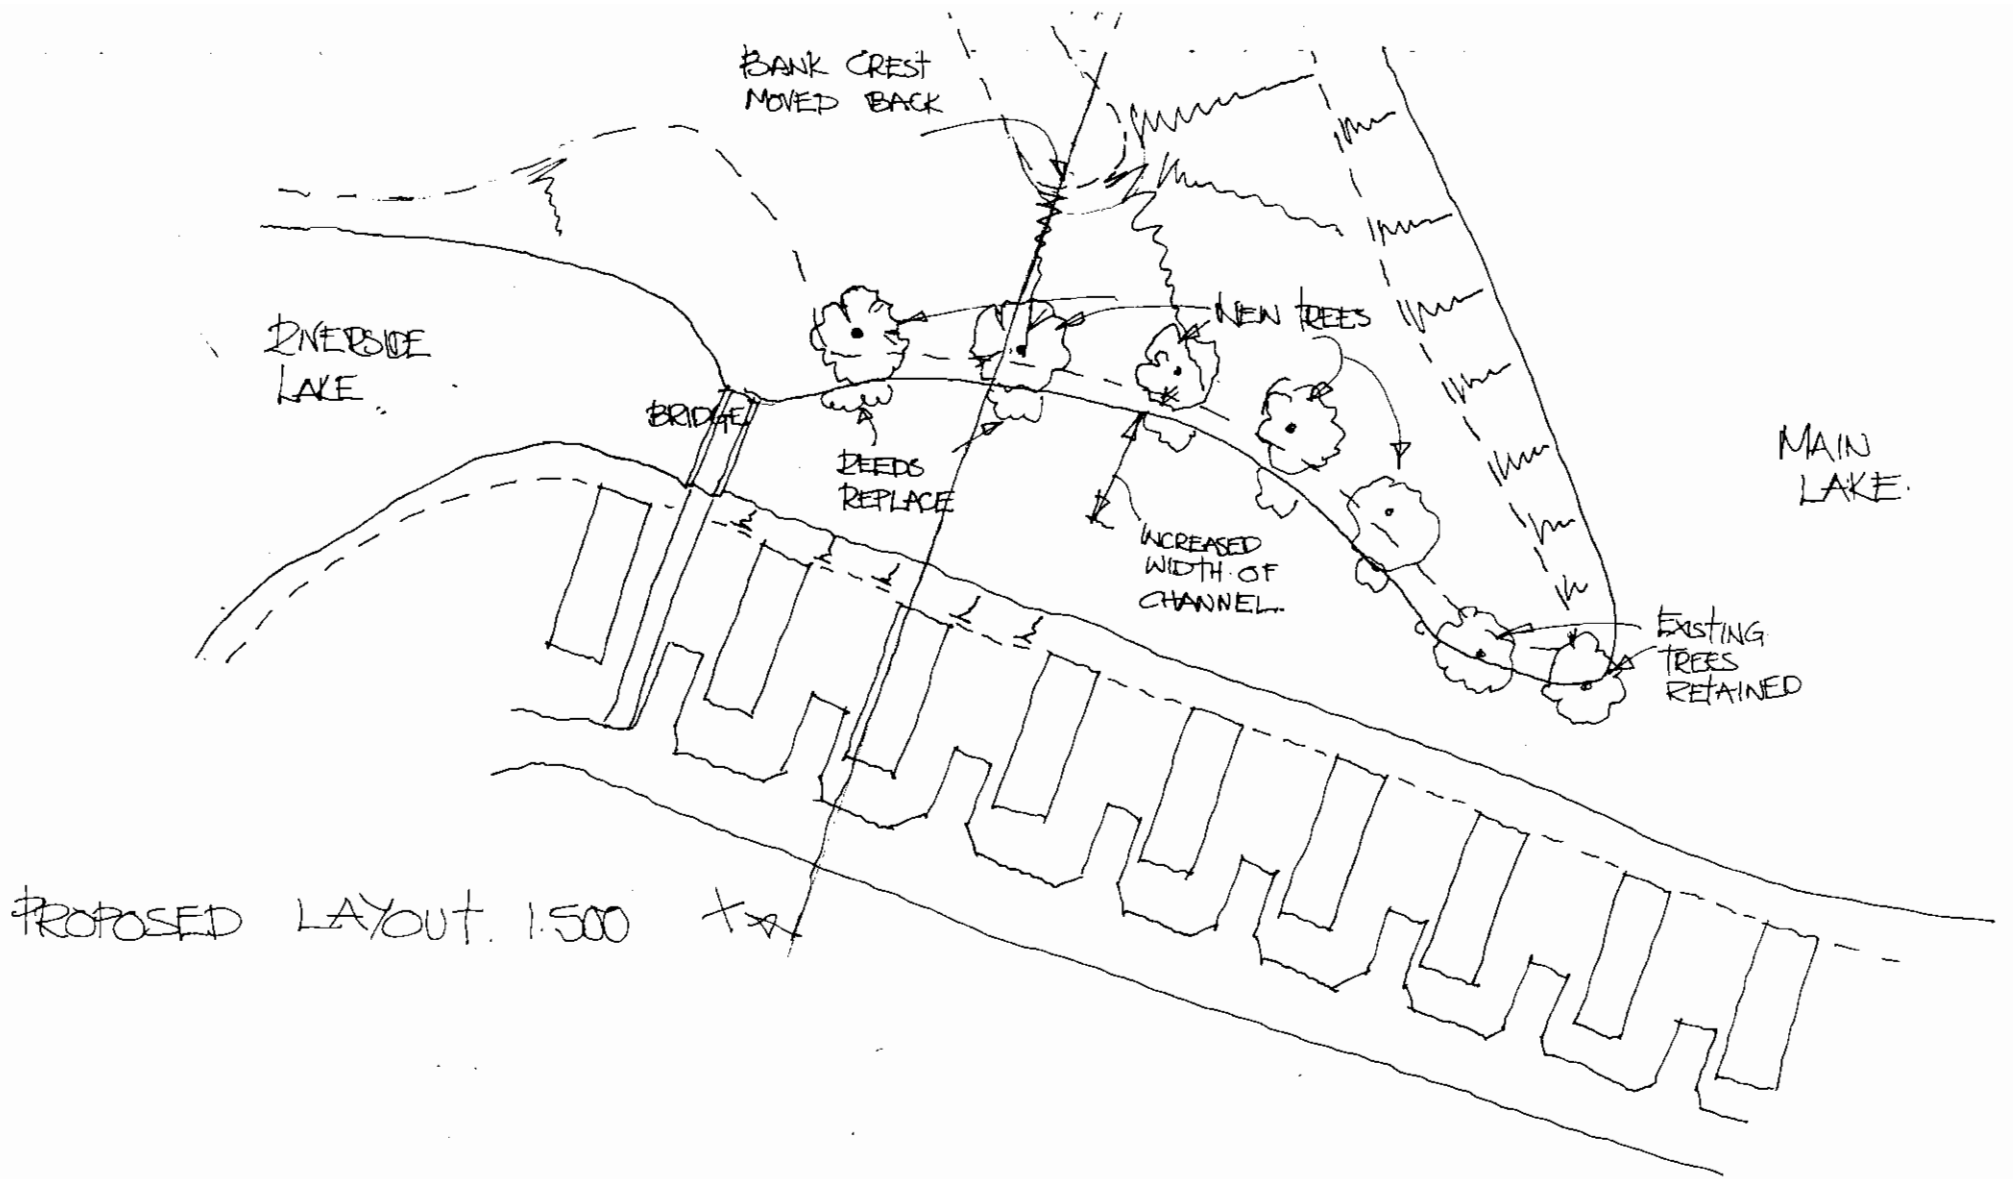 BANK CREST
MOVED BACK
RIVERSIDE
LAKE
BRIDGE
NEW TREES
REEDS
REPLACE
INCREASED
WIDTH OF
CHANNEL.
MAIN
LAKE.
EXISTING
TREES
RETAINED
PROPOSED LAYOUT. 1:500
X